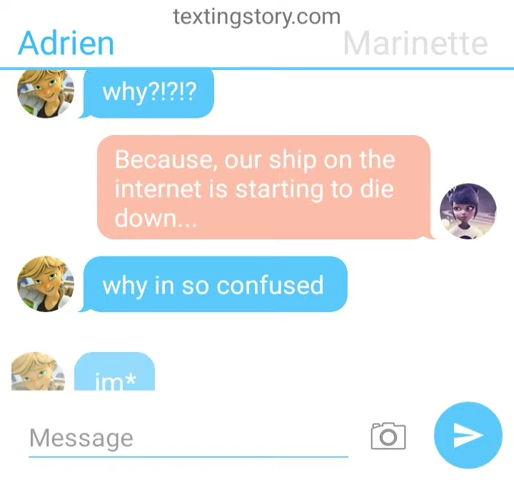 textingstory.com
Adrien
Marinette
why?!?!?
Because, our ship on the
internet is starting to die
down...
why in so confused
im*
Message